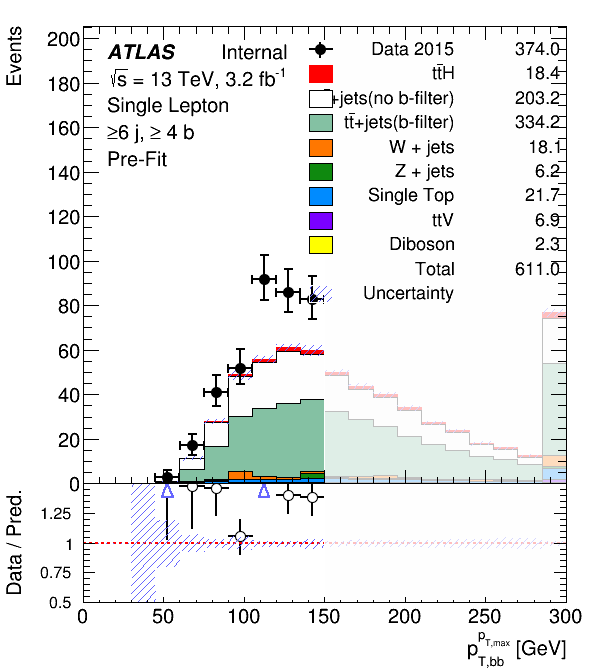 Events
ATLAS Internal
√s = 13 TeV, 3.2 fb-1
Single Lepton
≥6 j, ≥ 4 b
Pre-Fit
Data 2015 374.0
tt̄H 18.4
+jets(no b-filter) 203.2
tt̄+jets(b-filter) 334.2
W + jets 18.1
Z + jets 6.2
Single Top 21.7
ttV 6.9
Diboson 2.3
Total 611.0
Uncertainty
200
180
160
140
120
100
80
60
40
20
0
Data / Pred.
1.25
1
0.75
0.5
0 50 100 150 200 250 300
p T,bb pT,max [GeV]